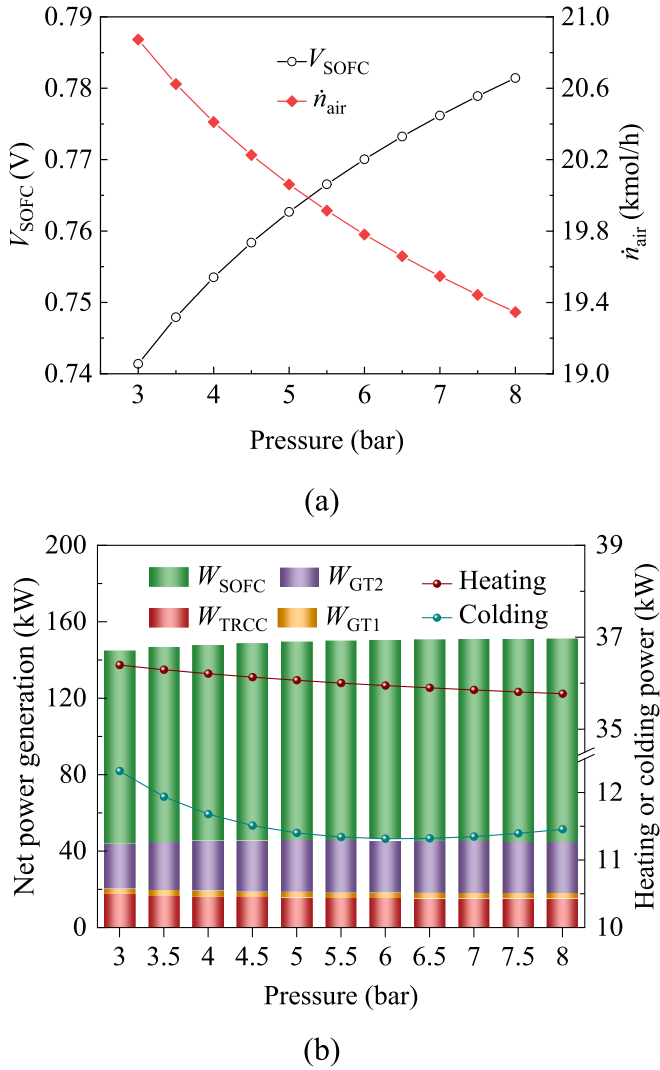 0.79
0.78
0.77
0.76
0.75
0.74
V_SOFC (V)
V_SOFC
ṅ_air
21.0
20.6
20.2
19.8
19.4
19.0
ṅ_air (kmol/h)
3 4 5 6 7 8
Pressure (bar)
(a)
200
160
120
80
40
0
Net power generation (kW)
W_SOFC W_GT2 Heating
W_TRCC W_GT1 Colding
39
37
35
12
11
10
Heating or colding power (kW)
3 3.5 4 4.5 5 5.5 6 6.5 7 7.5 8
Pressure (bar)
(b)